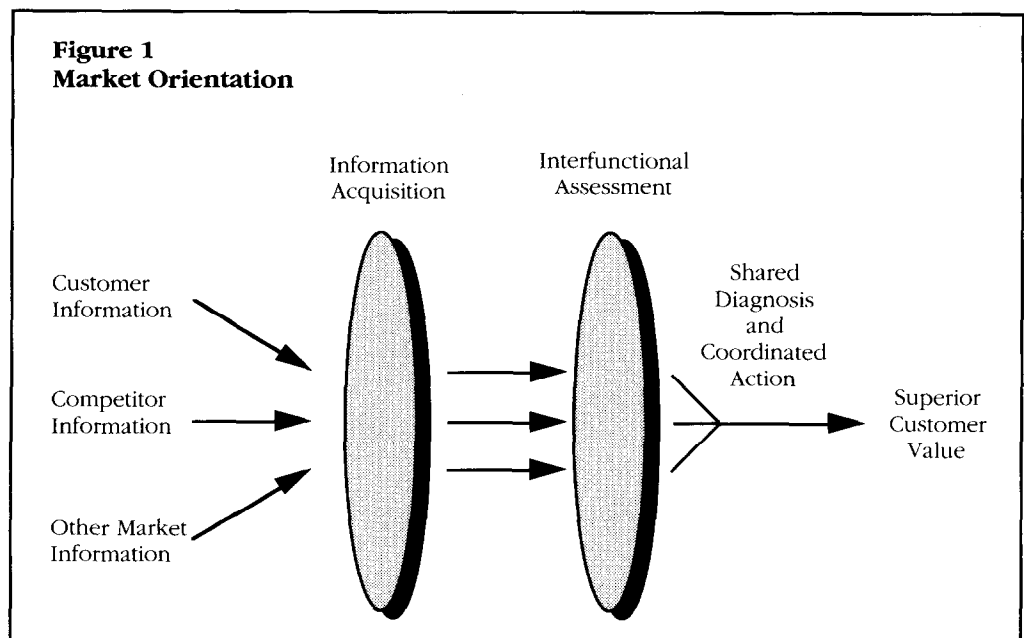 Figure 1
Market Orientation
Information
Acquisition
Interfunctional
Assessment
Customer
Information
Competitor
Information
Other Market
Information
Shared
Diagnosis
and
Coordinated
Action
Superior
Customer
Value